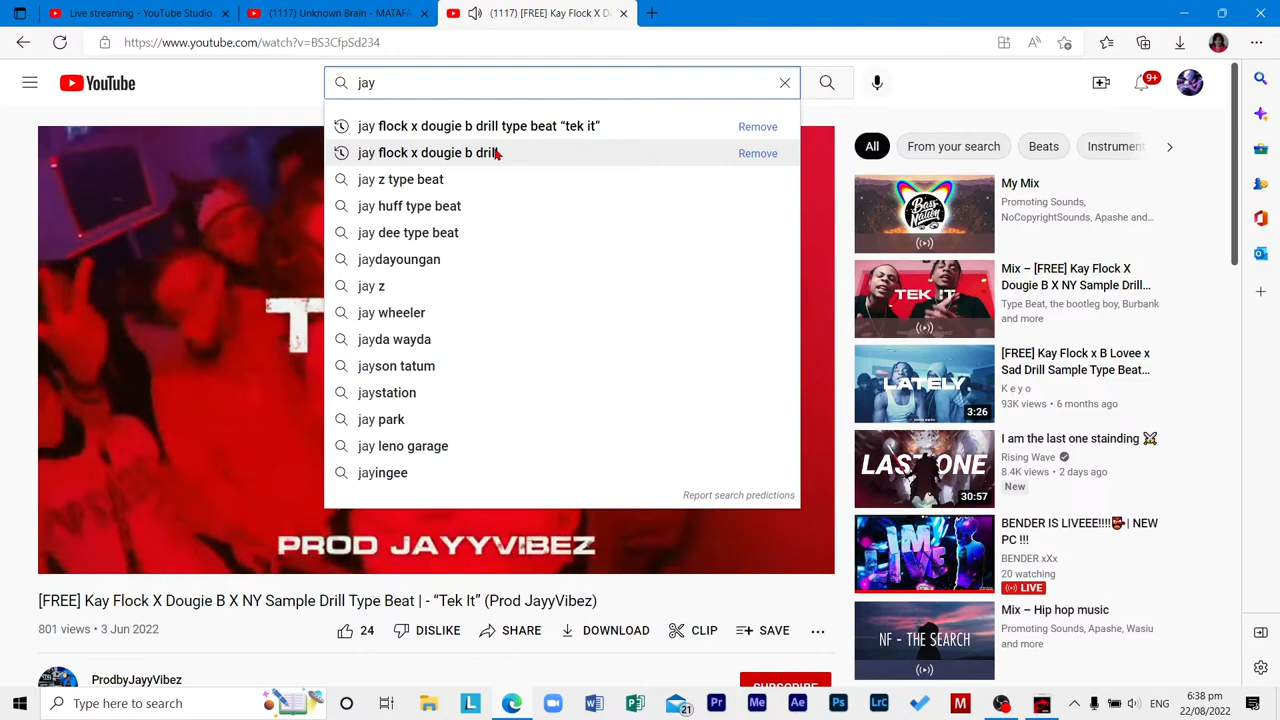 Live streaming - YouTube Studio
(1117) Unknown Brain - MATAFA
(1117) [FREE] Kay Flock X D
https://www.youtube.com/watch?v=BS3CfpSd234
YouTube
jay
9+
jay flock x dougie b drill type beat “tek it”
Remove
jay flock x dougie b drill
Remove
jay z type beat
jay huff type beat
jay dee type beat
jaydayoungan
jay z
jay wheeler
jayda wayda
jayson tatum
jaystation
jay park
jay leno garage
jayingee
Report search predictions
T
PROD JAYYVIBEZ
[FREE] Kay Flock X Dougie B X NY Sample Drill Type Beat | - “Tek It” (Prod JayyVibez)
801 views • 3 Jun 2022
24
DISLIKE
SHARE
DOWNLOAD
CLIP
SAVE
ProdbyJayyVibez
SUBSCRIBE
All
From your search
Beats
Instrument
Bass Nation
My Mix
Promoting Sounds,
NoCopyrightSounds, Apashe and…
TEK IT
Mix – [FREE] Kay Flock X
Dougie B X NY Sample Drill…
Type Beat, the bootleg boy, Burbank
and more
LATELY
3:26
[FREE] Kay Flock x B Lovee x
Sad Drill Sample Type Beat…
K e y o
93K views • 6 months ago
LAST ONE
30:57
I am the last one stainding ⚔️
Rising Wave
8.4K views • 2 days ago
New
IM LIVE
BENDER IS LIVEEE!!!!👺| NEW
PC !!!
BENDER xXx
20 watching
LIVE
NF - THE SEARCH
Mix – Hip hop music
Promoting Sounds, Apashe, Wasiu
and more
Type here to search
21
ENG
6:38 pm
22/08/2022